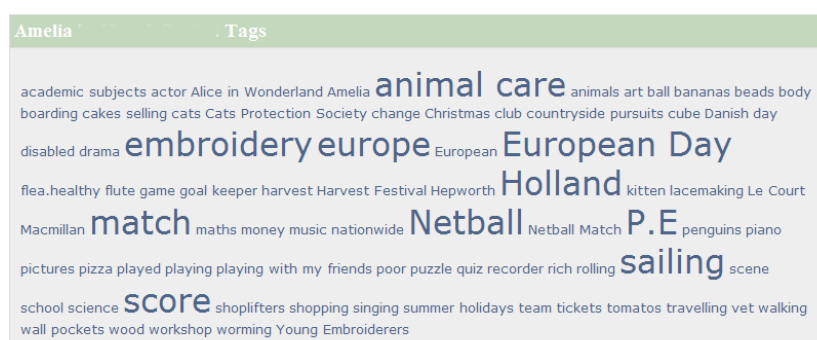 Amelia . Tags
academic subjects actor Alice in Wonderland Amelia animal care animals art ball bananas beads body
boarding cakes selling cats Cats Protection Society change Christmas club countryside pursuits cube Danish day
disabled drama embroidery europe European European Day
flea.healthy flute game goal keeper harvest Harvest Festival Hepworth Holland kitten lacemaking Le Court
Macmillan match maths money music nationwide Netball Netball Match P.E penguins piano
pictures pizza played playing playing with my friends poor puzzle quiz recorder rich rolling sailing scene
school science score shoplifters shopping singing summer holidays team tickets tomatos travelling vet walking
wall pockets wood workshop worming Young Embroiderers